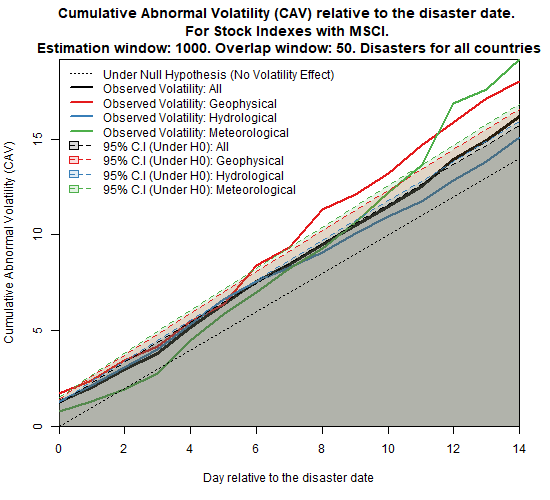 Cumulative Abnormal Volatility (CAV) relative to the disaster date.
For Stock Indexes with MSCI.
Estimation window: 1000. Overlap window: 50. Disasters for all countries
Under Null Hypothesis (No Volatility Effect)
Observed Volatility: All
Observed Volatility: Geophysical
Observed Volatility: Hydrological
Observed Volatility: Meteorological
95% C.I (Under H0): All
95% C.I (Under H0): Geophysical
95% C.I (Under H0): Hydrological
95% C.I (Under H0): Meteorological
Cumulative Abnormal Volatility (CAV)
15
10
5
0
0 2 4 6 8 10 12 14
Day relative to the disaster date